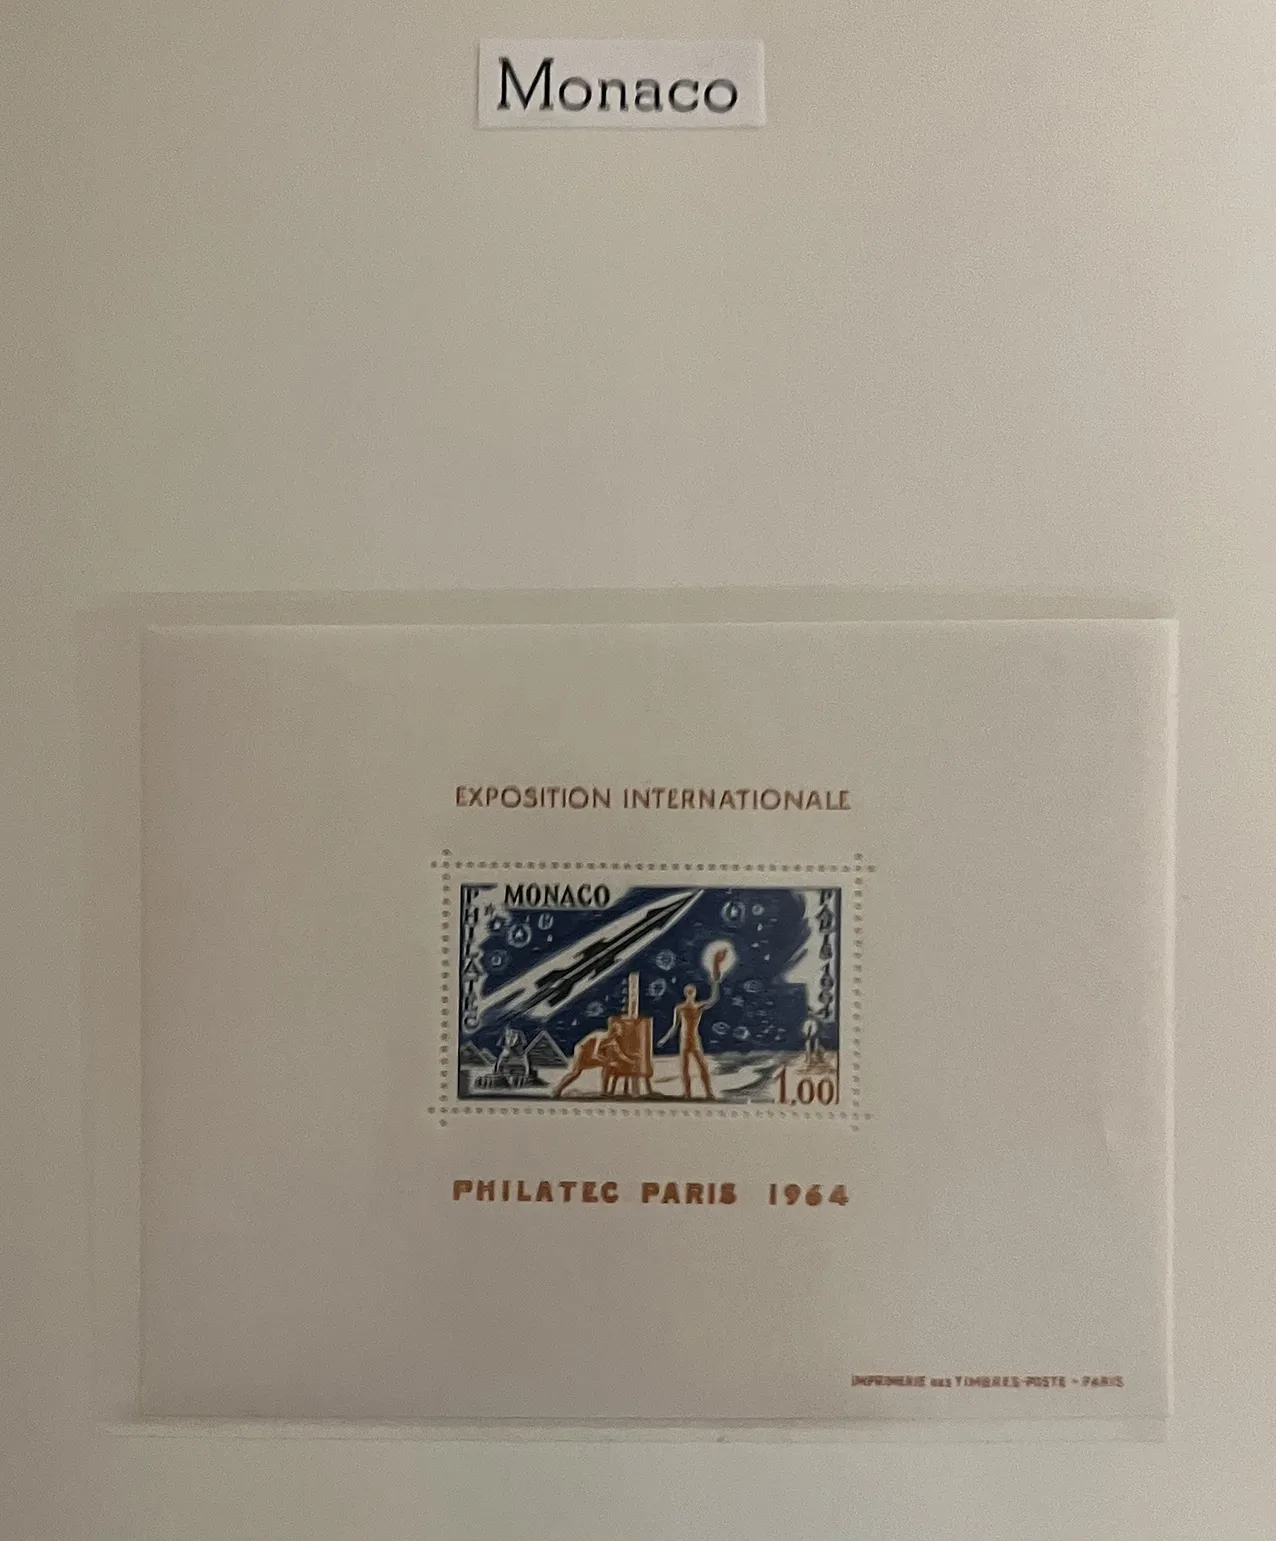 Monaco
EXPOSITION INTERNATIONALE
MONACO
PHILATEC
PARIS 1964
1,00
PHILATEC PARIS 1964
IMPRIMERIE DES TIMBRES-POSTE - PARIS